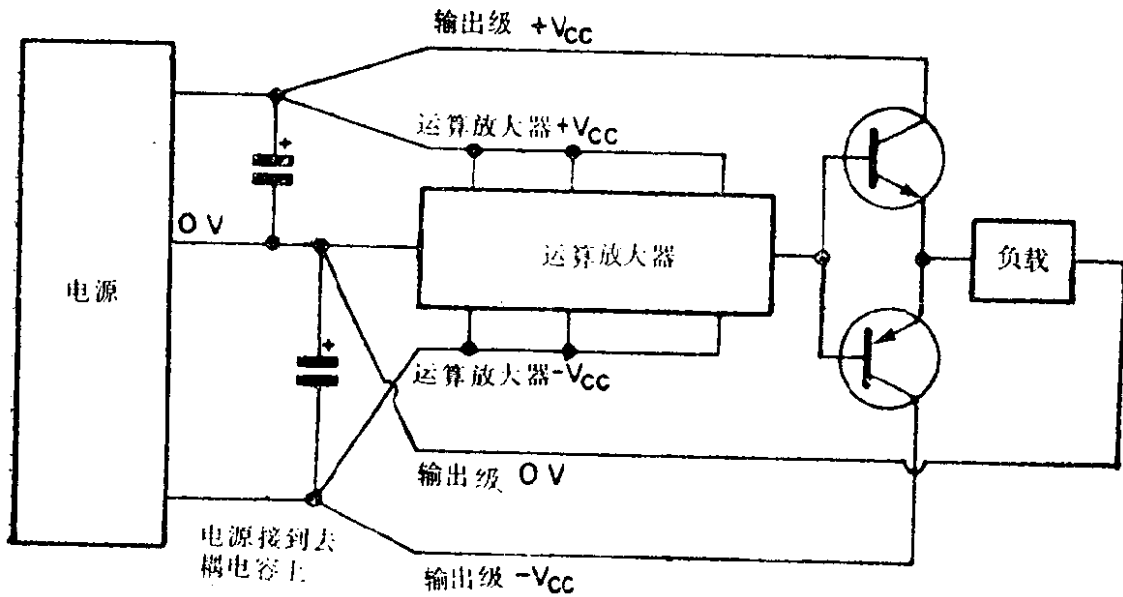 输出级 +VCC
运算放大器+VCC
0 V
电源
运算放大器
负载
运算放大器-VCC
输出级 0 V
电源接到去
耦电容上
输出级 -VCC